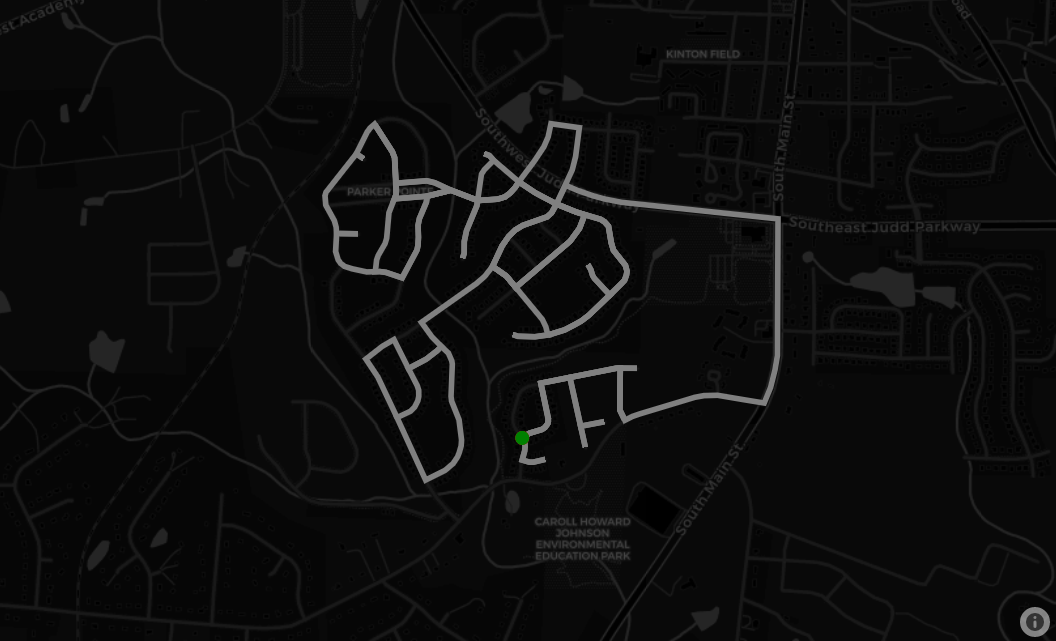 st Academy
oad
KINTON FIELD
Southwest Judd Parkway
South Main St
PARKER POINTE
Southeast Judd Parkway
South Main St
CAROLL HOWARD
JOHNSON
ENVIRONMENTAL
EDUCATION PARK